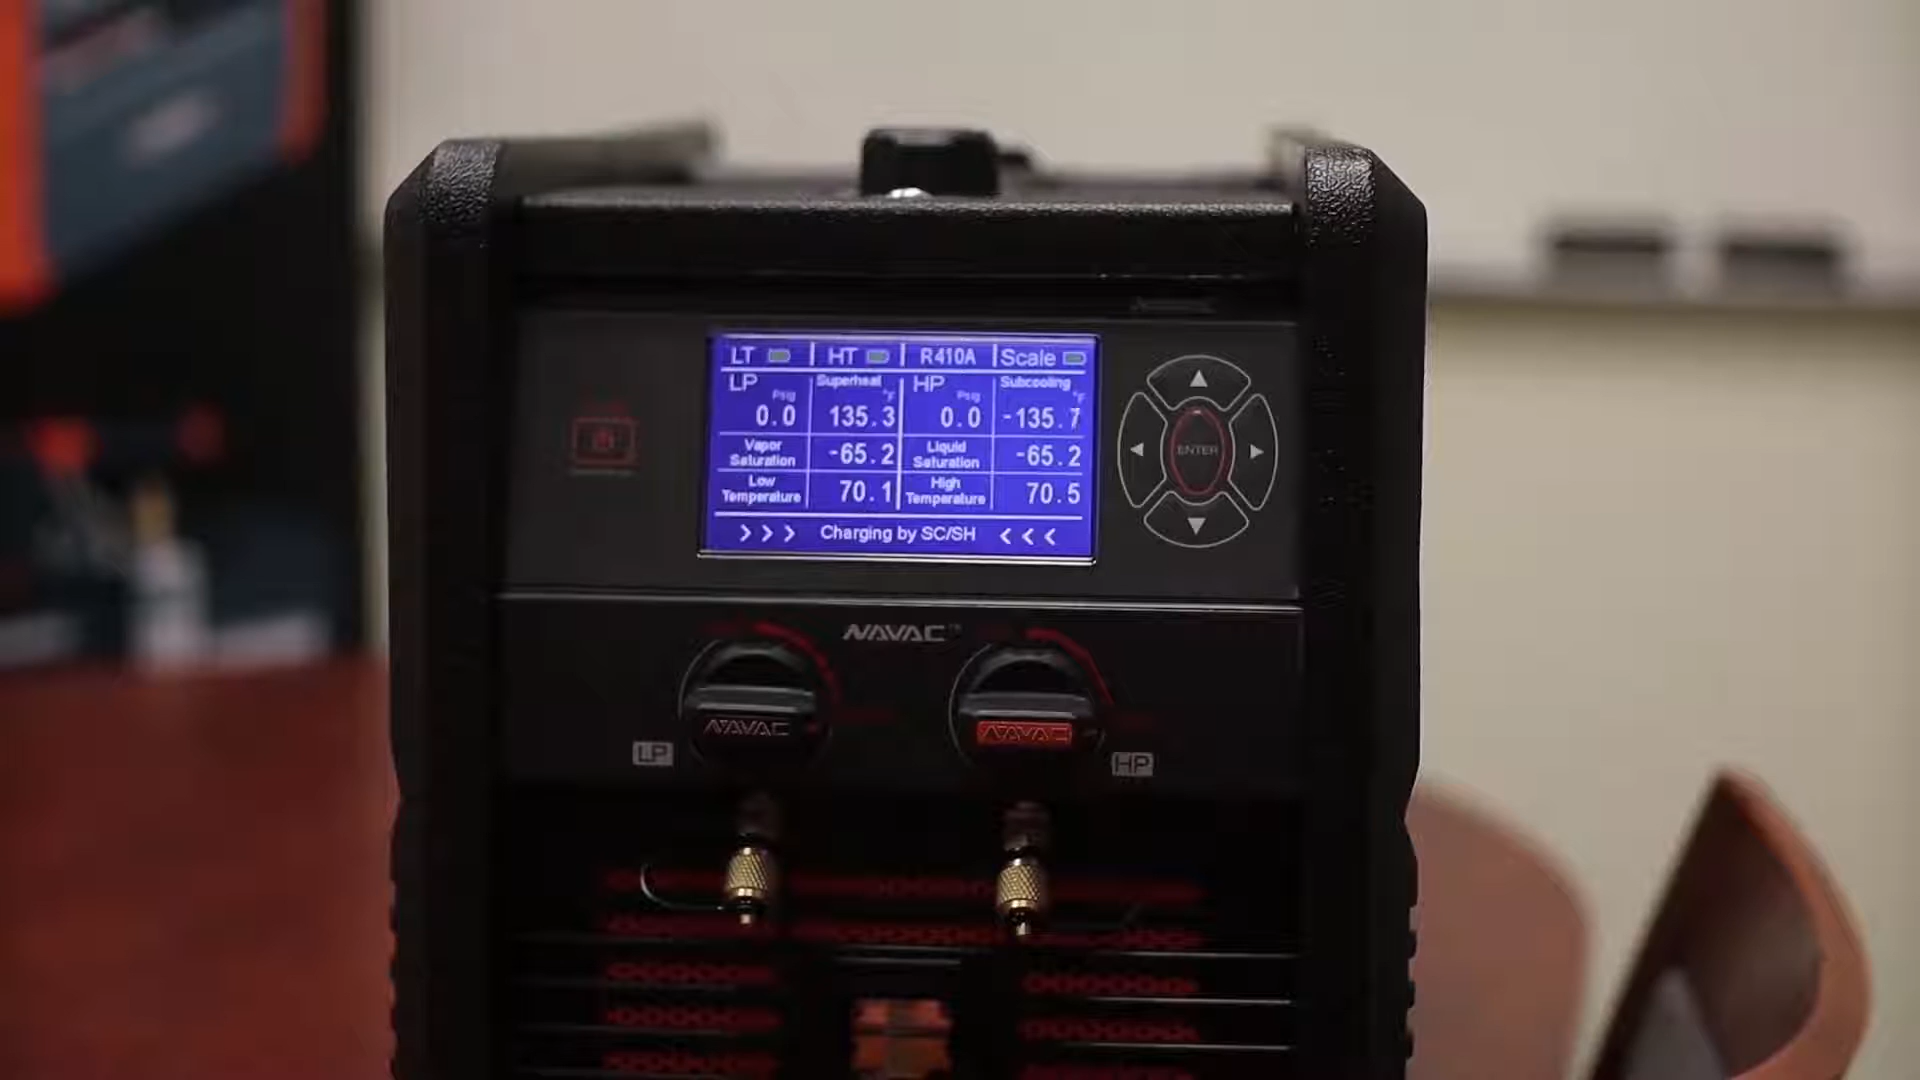 LT HT R410A Scale
LP Superheat HP Subcooling
Psig °F Psig °F
0.0 135.3 0.0 -135.7
Vapor Saturation -65.2 Liquid Saturation -65.2
Low Temperature 70.1 High Temperature 70.5
>>> Charging by SC/SH <<<
ENTER
NAVAC
NAVAC NAVAC
LP HP